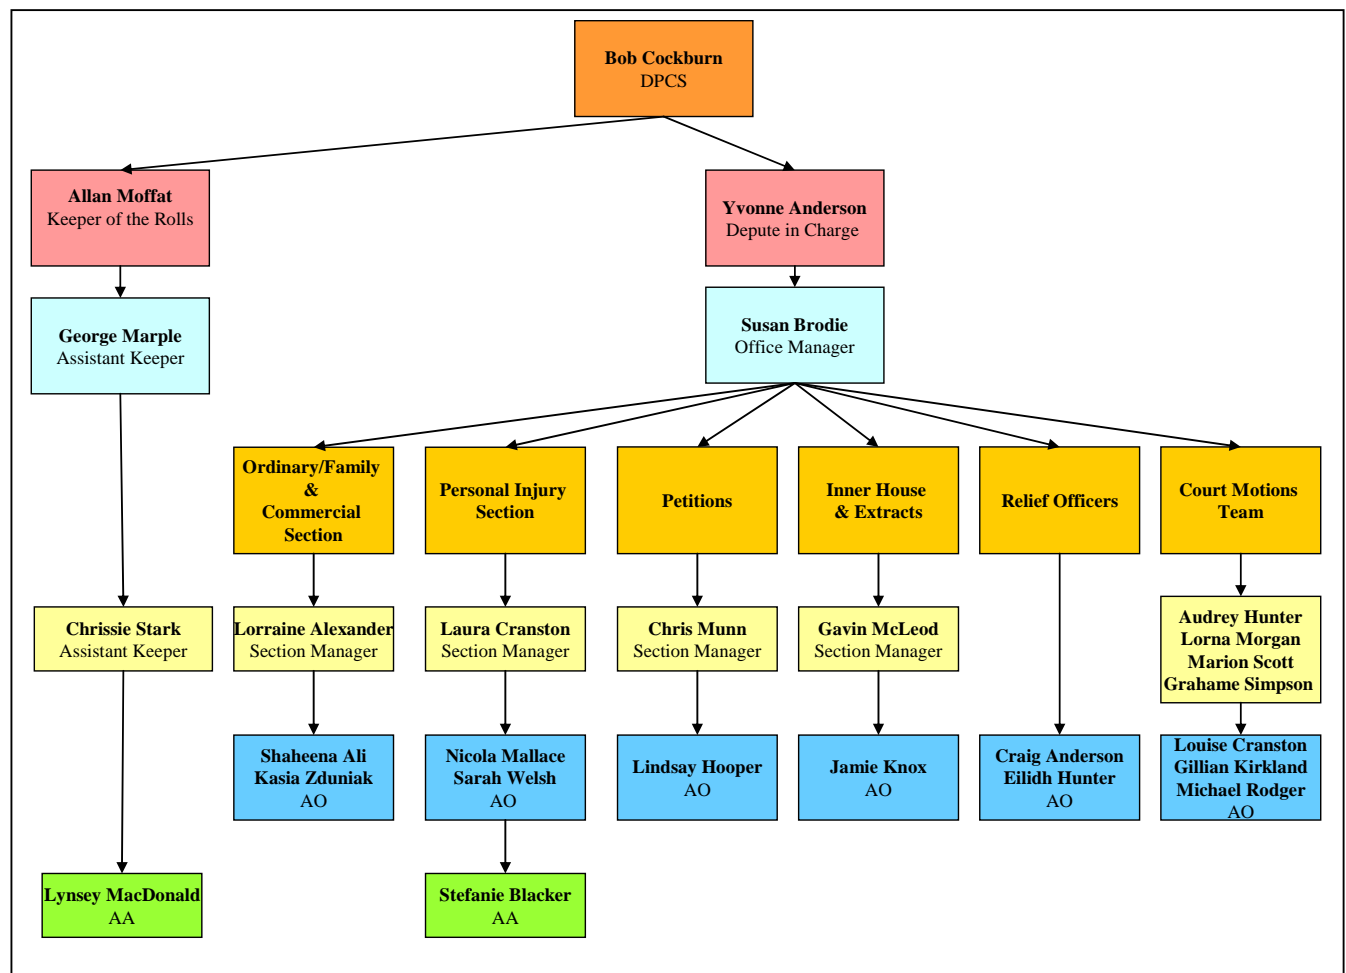 Bob Cockburn
DPCS
Allan Moffat
Keeper of the Rolls
Yvonne Anderson
Depute in Charge
George Marple
Assistant Keeper
Susan Brodie
Office Manager
Ordinary/Family
&
Commercial
Section
Personal Injury
Section
Petitions
Inner House
& Extracts
Relief Officers
Court Motions
Team
Chrissie Stark
Assistant Keeper
Lorraine Alexander
Section Manager
Laura Cranston
Section Manager
Chris Munn
Section Manager
Gavin McLeod
Section Manager
Audrey Hunter
Lorna Morgan
Marion Scott
Grahame Simpson
Shaheena Ali
Kasia Zduniak
AO
Nicola Mallace
Sarah Welsh
AO
Lindsay Hooper
AO
Jamie Knox
AO
Craig Anderson
Eilidh Hunter
AO
Louise Cranston
Gillian Kirkland
Michael Rodger
AO
Lynsey MacDonald
AA
Stefanie Blacker
AA